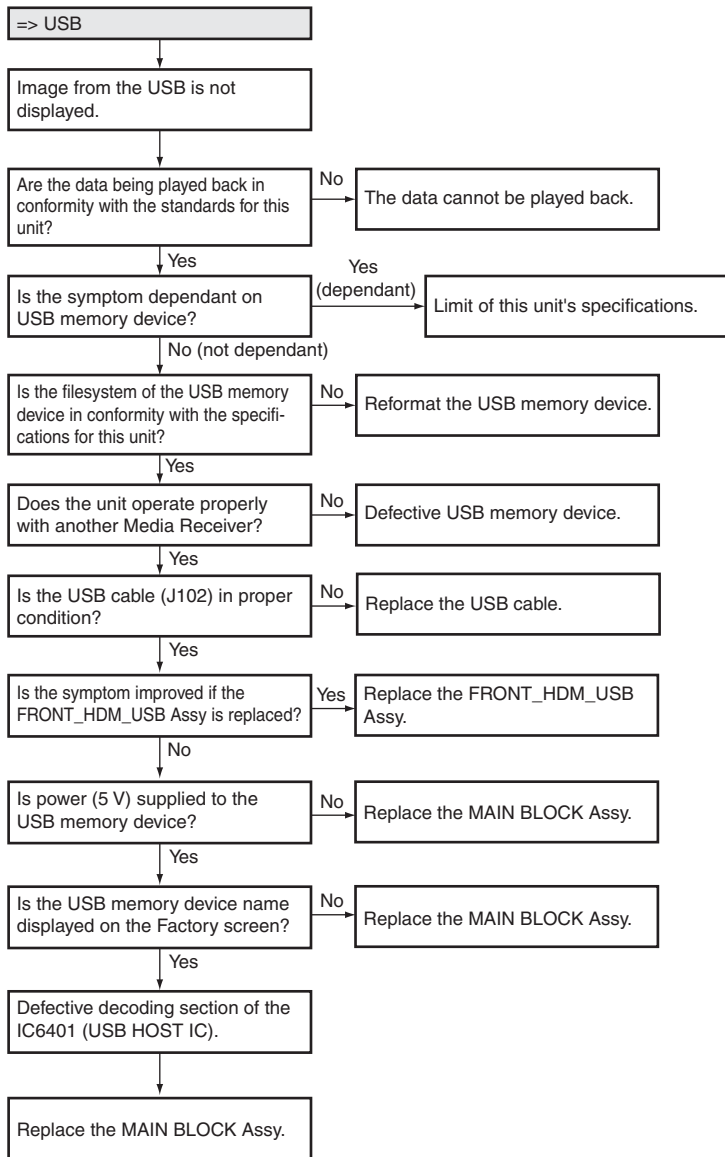 => USB
Image from the USB is not
displayed.
Are the data being played back in
conformity with the standards for this
unit?
No
The data cannot be played back.
Yes
Is the symptom dependant on
USB memory device?
Yes
(dependant)
Limit of this unit's specifications.
No (not dependant)
Is the filesystem of the USB memory
device in conformity with the specifi-
cations for this unit?
No
Reformat the USB memory device.
Yes
Does the unit operate properly
with another Media Receiver?
No
Defective USB memory device.
Yes
Is the USB cable (J102) in proper
condition?
No
Replace the USB cable.
Yes
Is the symptom improved if the
FRONT_HDM_USB Assy is replaced?
Yes
Replace the FRONT_HDM_USB
Assy.
No
Is power (5 V) supplied to the
USB memory device?
No
Replace the MAIN BLOCK Assy.
Yes
Is the USB memory device name
displayed on the Factory screen?
No
Replace the MAIN BLOCK Assy.
Yes
Defective decoding section of the
IC6401 (USB HOST IC).
Replace the MAIN BLOCK Assy.